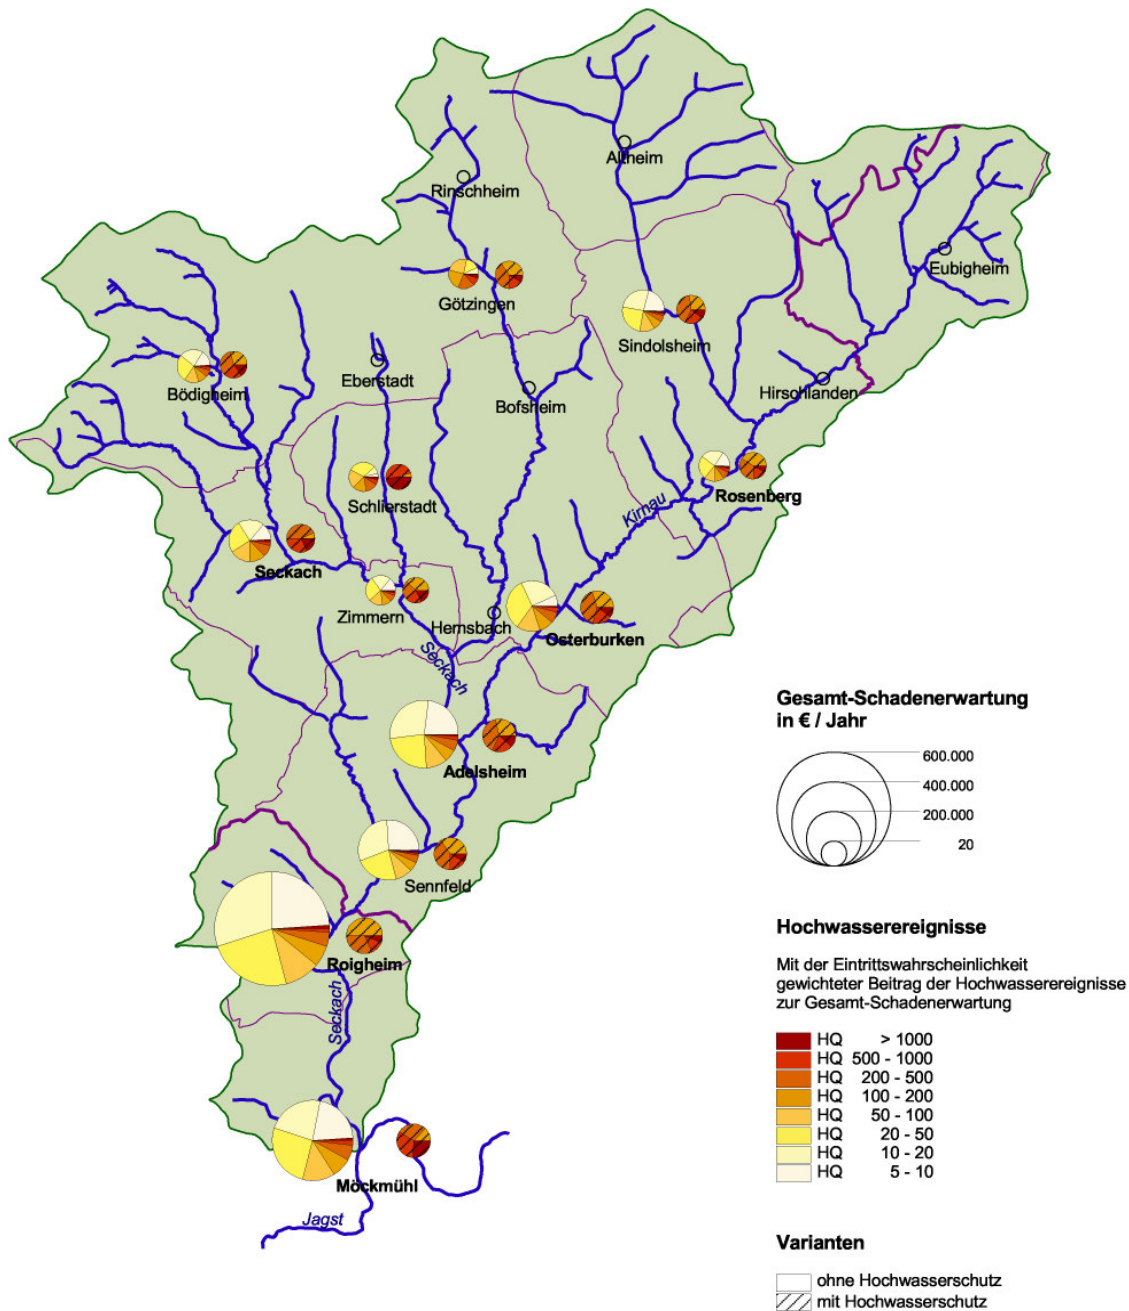 Altheim
Rinschheim
Eubigheim
Götzingen
Sindolsheim
Bödigheim
Eberstadt
Bofsheim
Hirschlanden
Schlierstadt
Rosenberg
Kirnau
Seckach
Zimmern
Hemsbach
Osterburken
Seckach
Adelsheim
Sennfeld
Roigheim
Seckach
Möckmühl
Jagst
Gesamt-Schadenerwartung
in € / Jahr
600.000
400.000
200.000
20
Hochwasserereignisse
Mit der Eintrittswahrscheinlichkeit
gewichteter Beitrag der Hochwasserereignisse
zur Gesamt-Schadenerwartung
HQ > 1000
HQ 500 - 1000
HQ 200 - 500
HQ 100 - 200
HQ 50 - 100
HQ 20 - 50
HQ 10 - 20
HQ 5 - 10
Varianten
ohne Hochwasserschutz
mit Hochwasserschutz